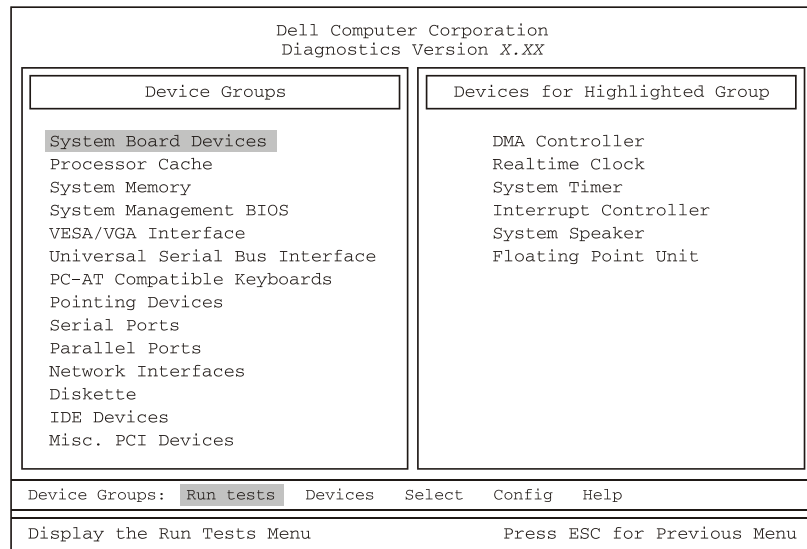 Dell Computer Corporation
Diagnostics Version X.XX
Device Groups
System Board Devices
Processor Cache
System Memory
System Management BIOS
VESA/VGA Interface
Universal Serial Bus Interface
PC-AT Compatible Keyboards
Pointing Devices
Serial Ports
Parallel Ports
Network Interfaces
Diskette
IDE Devices
Misc. PCI Devices
Devices for Highlighted Group
DMA Controller
Realtime Clock
System Timer
Interrupt Controller
System Speaker
Floating Point Unit
Device Groups: Run tests Devices Select Config Help
Display the Run Tests Menu Press ESC for Previous Menu